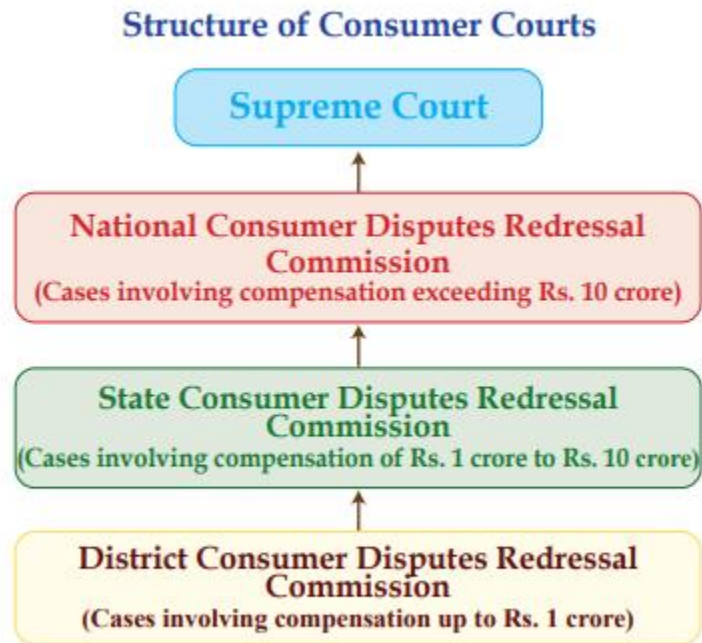 Structure of Consumer Courts
Supreme Court
National Consumer Disputes Redressal
Commission
(Cases involving compensation exceeding Rs. 10 crore)
State Consumer Disputes Redressal
Commission
(Cases involving compensation of Rs. 1 crore to Rs. 10 crore)
District Consumer Disputes Redressal
Commission
(Cases involving compensation up to Rs. 1 crore)